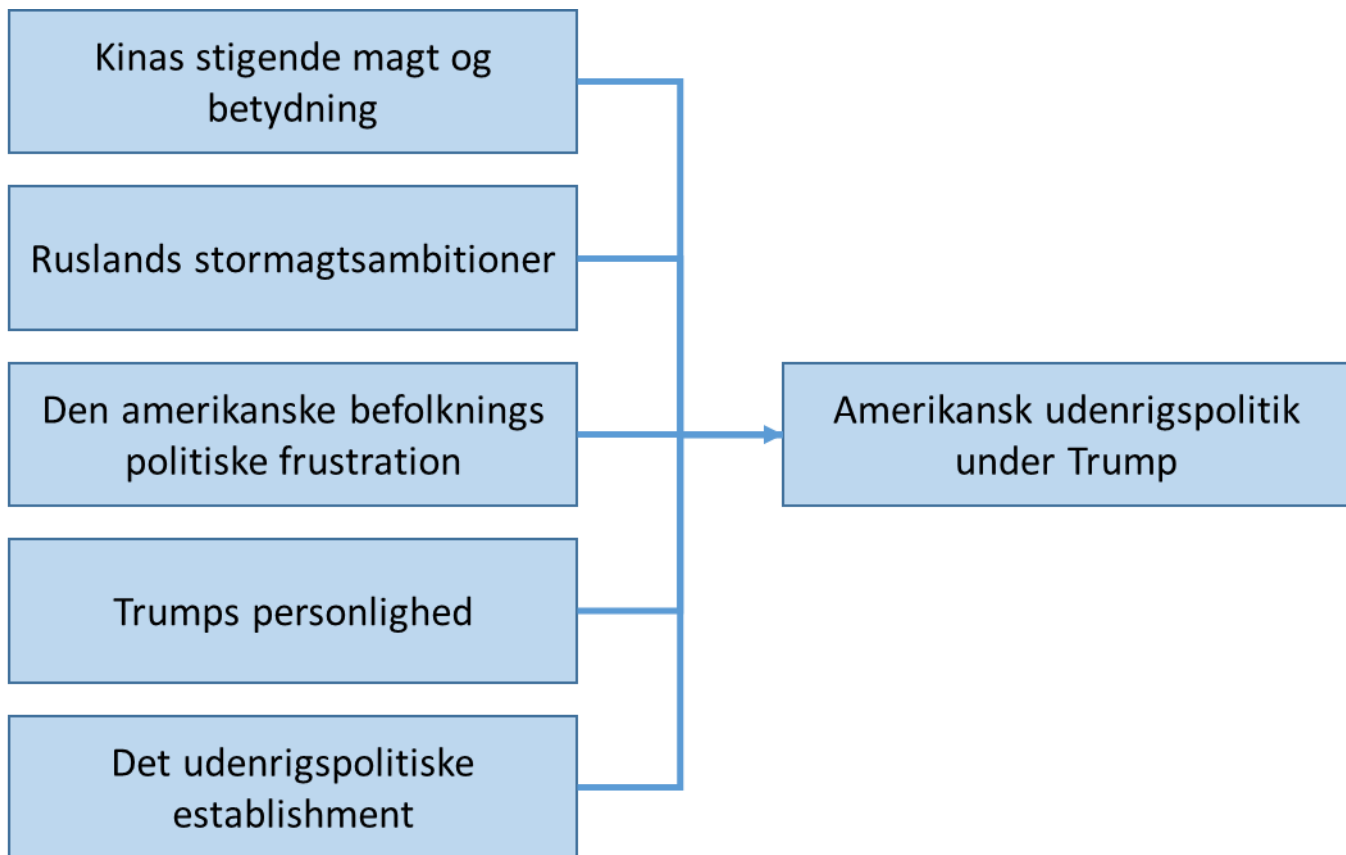 Kinas stigende magt og
betydning
Ruslands stormagtsambitioner
Den amerikanske befolknings
politiske frustration
Amerikansk udenrigspolitik
under Trump
Trumps personlighed
Det udenrigspolitiske
establishment